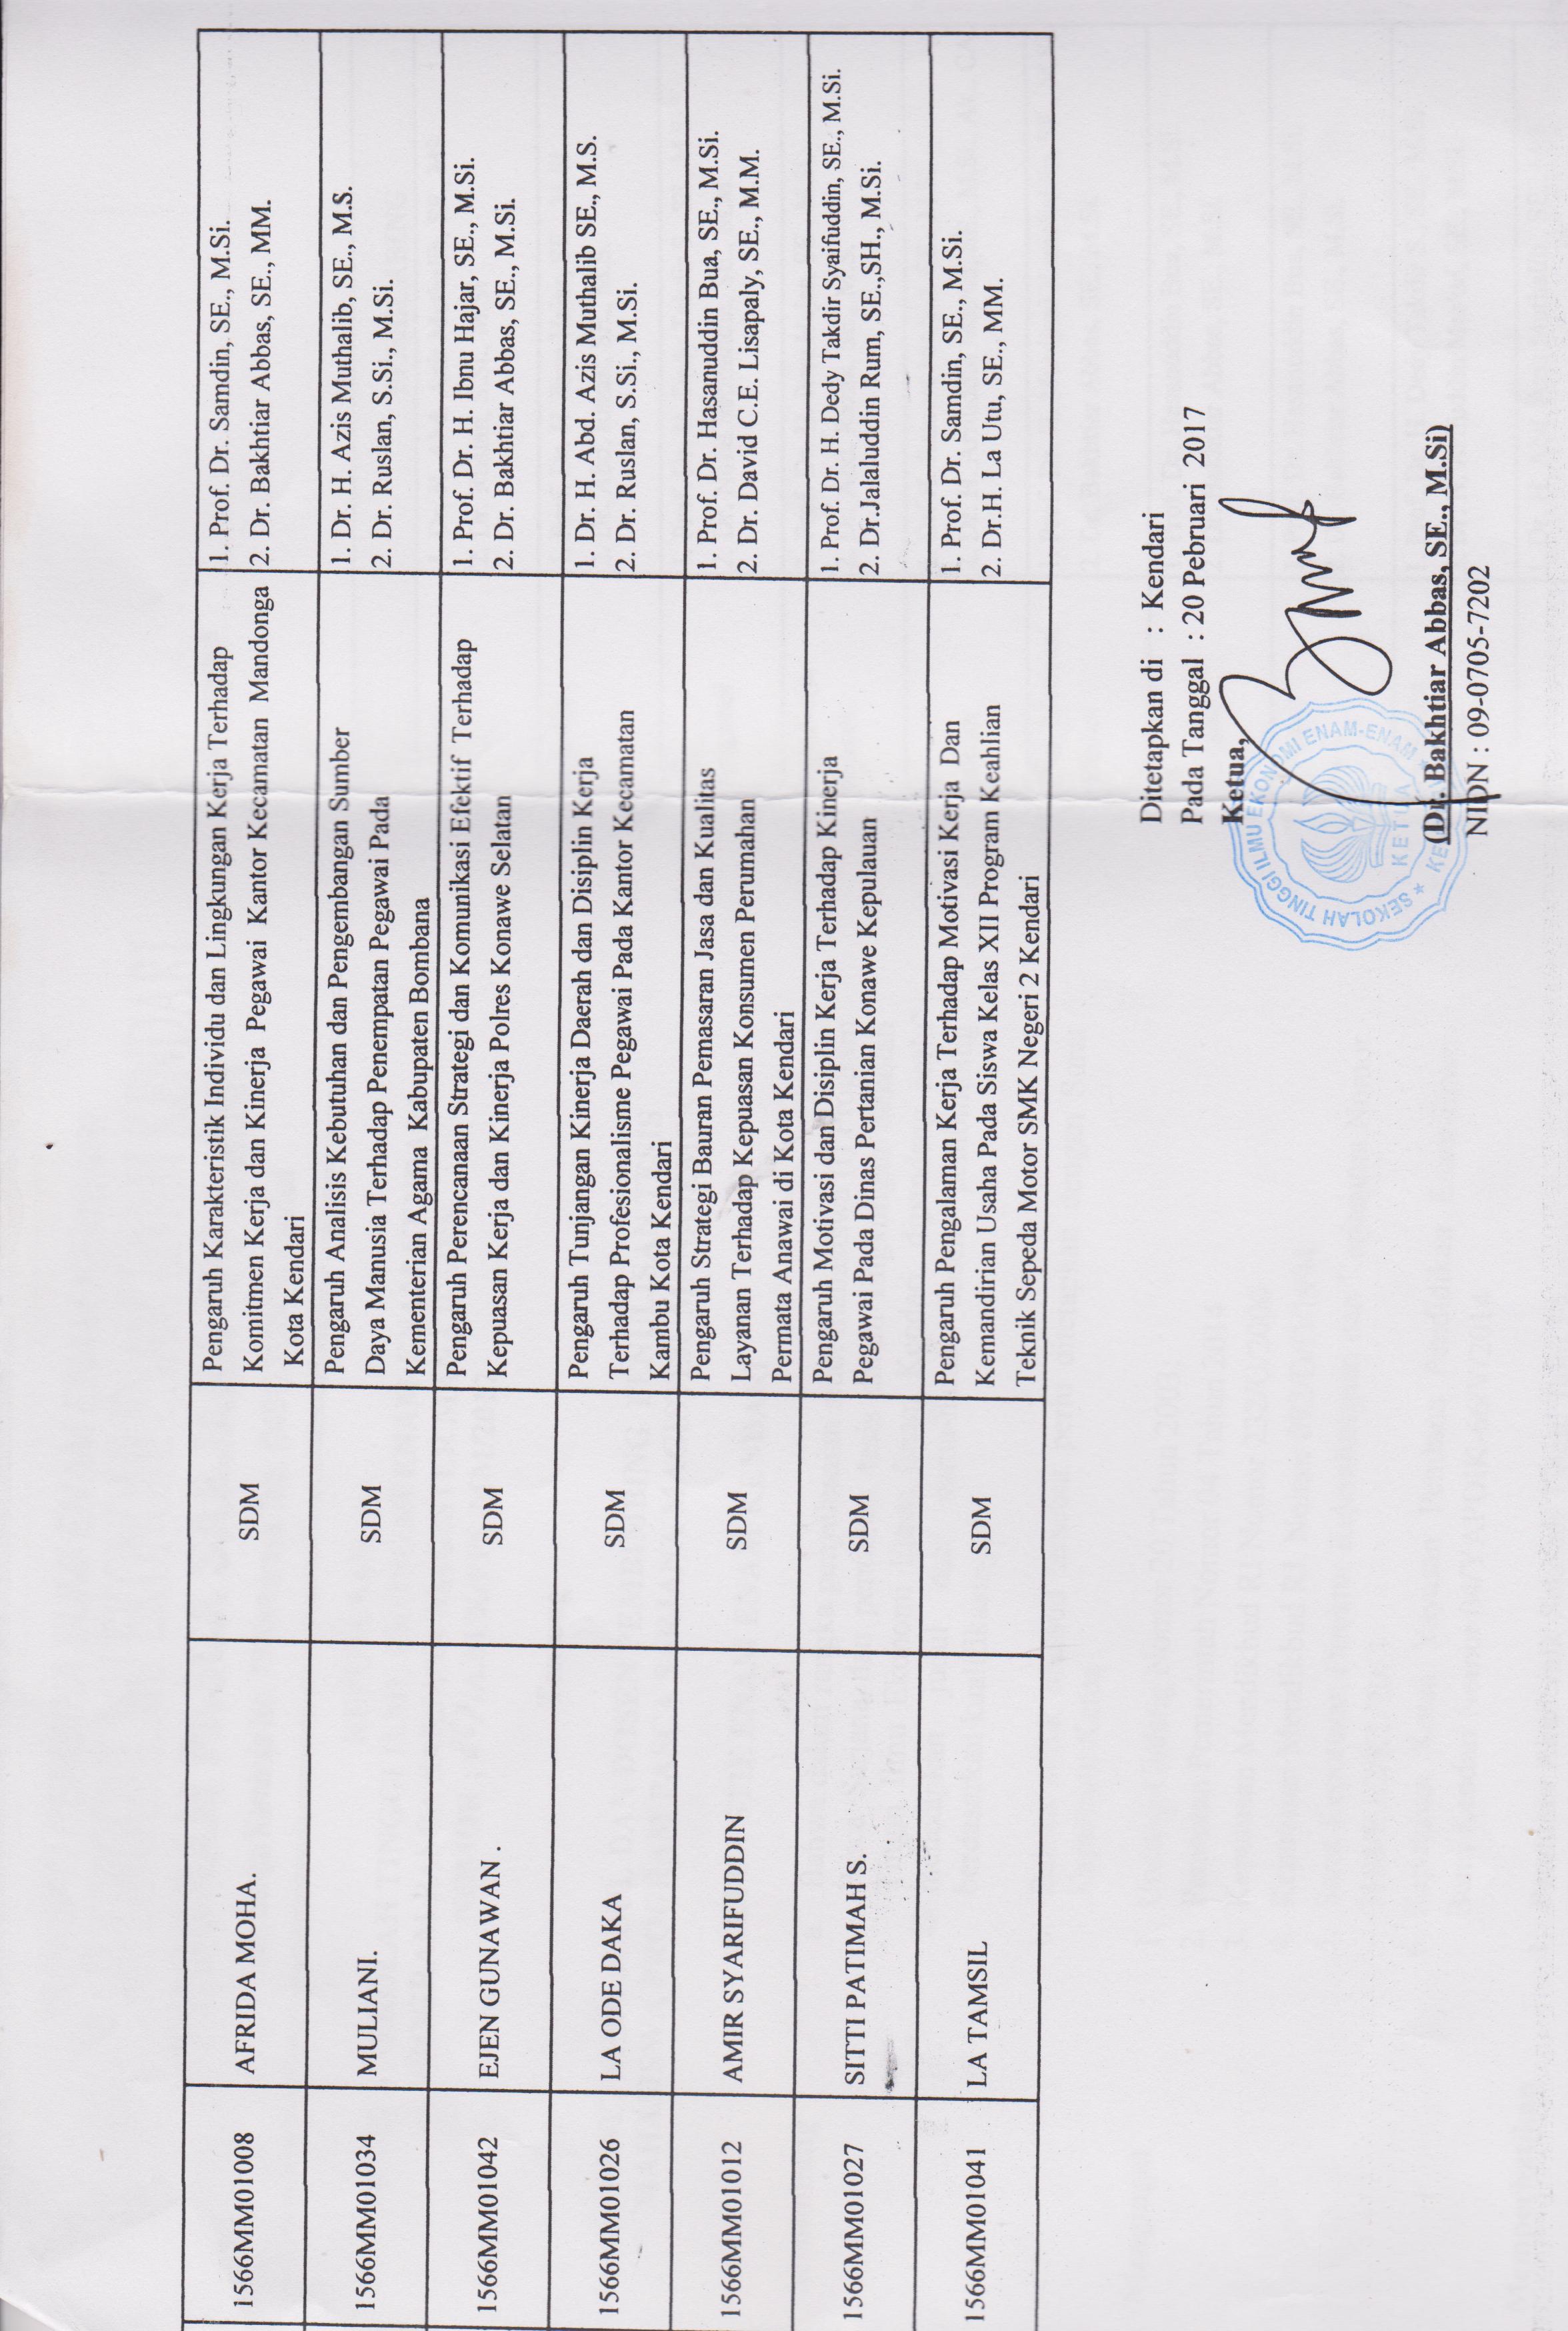 1566MM01008
AFRIDA MOHA.
SDM
Pengaruh Karakteristik Individu dan Lingkungan Kerja Terhadap
Komitmen Kerja dan Kinerja Pegawai Kantor Kecamatan Mandonga
Kota Kendari
1. Prof. Dr. Samdin, SE., M.Si.
2. Dr. Bakhtiar Abbas, SE., MM.
1566MM01034
MULIANI.
SDM
Pengaruh Analisis Kebutuhan dan Pengembangan Sumber
Daya Manusia Terhadap Penempatan Pegawai Pada
Kementerian Agama Kabupaten Bombana
1. Dr. H. Azis Muthalib, SE., M.S.
2. Dr. Ruslan, S.Si., M.Si.
1566MM01042
EJEN GUNAWAN .
SDM
Pengaruh Perencanaan Strategi dan Komunikasi Efektif Terhadap
Kepuasan Kerja dan Kinerja Polres Konawe Selatan
1. Prof. Dr. H. Ibnu Hajar, SE., M.Si.
2. Dr. Bakhtiar Abbas, SE., M.Si.
1566MM01026
LA ODE DAKA
SDM
Pengaruh Tunjangan Kinerja Daerah dan Disiplin Kerja
Terhadap Profesionalisme Pegawai Pada Kantor Kecamatan
Kambu Kota Kendari
1. Dr. H. Abd. Azis Muthalib SE., M.S.
2. Dr. Ruslan, S.Si., M.Si.
1566MM01012
AMIR SYARIFUDDIN
SDM
Pengaruh Strategi Bauran Pemasaran Jasa dan Kualitas
Layanan Terhadap Kepuasan Konsumen Perumahan
Permata Anawai di Kota Kendari
1. Prof. Dr. Hasanuddin Bua, SE., M.Si.
2. Dr. David C.E. Lisapaly, SE., M.M.
1566MM01027
SITTI PATIMAH S.
SDM
Pengaruh Motivasi dan Disiplin Kerja Terhadap Kinerja
Pegawai Pada Dinas Pertanian Konawe Kepulauan
1. Prof. Dr. H. Dedy Takdir Syaifuddin, SE., M.Si.
2. Dr.Jalaluddin Rum, SE.,SH., M.Si.
1566MM01041
LA TAMSIL
SDM
Pengaruh Pengalaman Kerja Terhadap Motivasi Kerja Dan
Kemandirian Usaha Pada Siswa Kelas XII Program Keahlian
Teknik Sepeda Motor SMK Negeri 2 Kendari
1. Prof. Dr. Samdin, SE., M.Si.
2. Dr.H. La Utu, SE., MM.
Ditetapkan di : Kendari
Pada Tanggal : 20 Pebruari 2017
Ketua,
SEKOLAH TINGGI ILMU EKONOMI ENAM-ENAM
KETUA
(Dr. Bakhtiar Abbas, SE., M.Si)
NIDN : 09-0705-7202